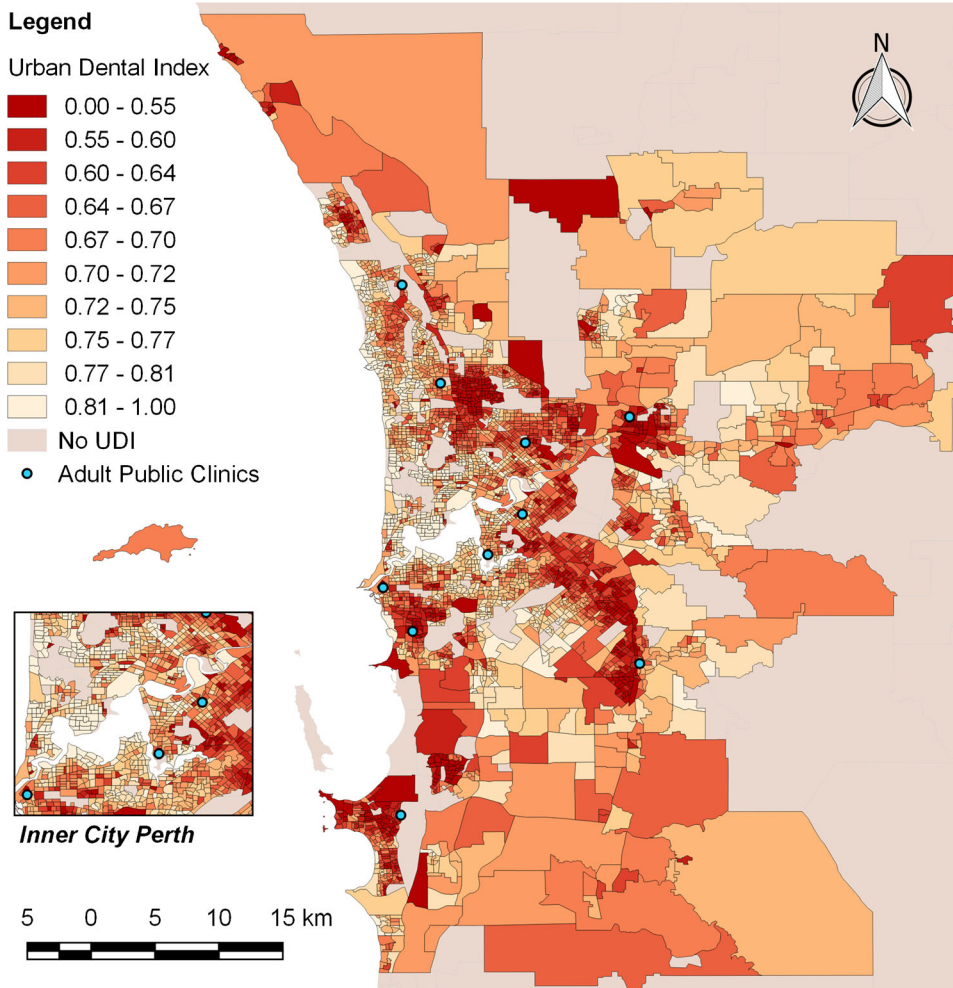 Legend
Urban Dental Index
0.00 - 0.55
0.55 - 0.60
0.60 - 0.64
0.64 - 0.67
0.67 - 0.70
0.70 - 0.72
0.72 - 0.75
0.75 - 0.77
0.77 - 0.81
0.81 - 1.00
No UDI
Adult Public Clinics
N
Inner City Perth
5 0 5 10 15 km